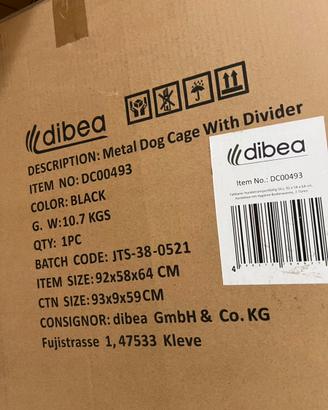 dibea
DESCRIPTION: Metal Dog Cage With Divider
ITEM NO: DC00493
COLOR: BLACK
G. W:10.7 KGS
QTY: 1PC
BATCH CODE: JTS-38-0521
ITEM SIZE:92x58x64 CM
CTN SIZE:93x9x59CM
CONSIGNOR: dibea GmbH & Co. KG
Fujistrasse 1, 47533 Kleve
dibea
Item No.: DC00493